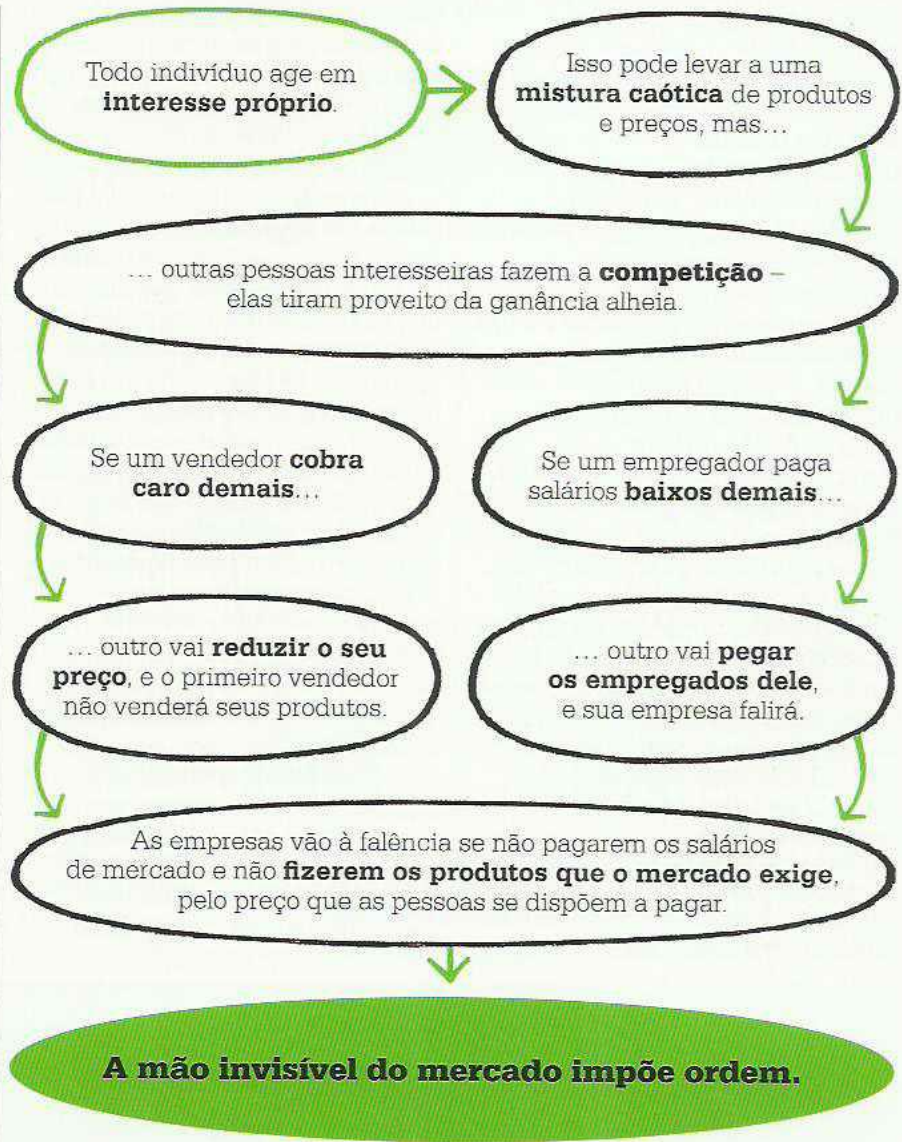 Todo indivíduo age em
interesse próprio.
Isso pode levar a uma
mistura caótica de produtos
e preços, mas...
... outras pessoas interesseiras fazem a competição –
elas tiram proveito da ganância alheia.
Se um vendedor cobra
caro demais...
Se um empregador paga
salários baixos demais...
... outro vai reduzir o seu
preço, e o primeiro vendedor
não venderá seus produtos.
... outro vai pegar
os empregados dele,
e sua empresa falirá.
As empresas vão à falência se não pagarem os salários
de mercado e não fizerem os produtos que o mercado exige,
pelo preço que as pessoas se dispõem a pagar.
A mão invisível do mercado impõe ordem.